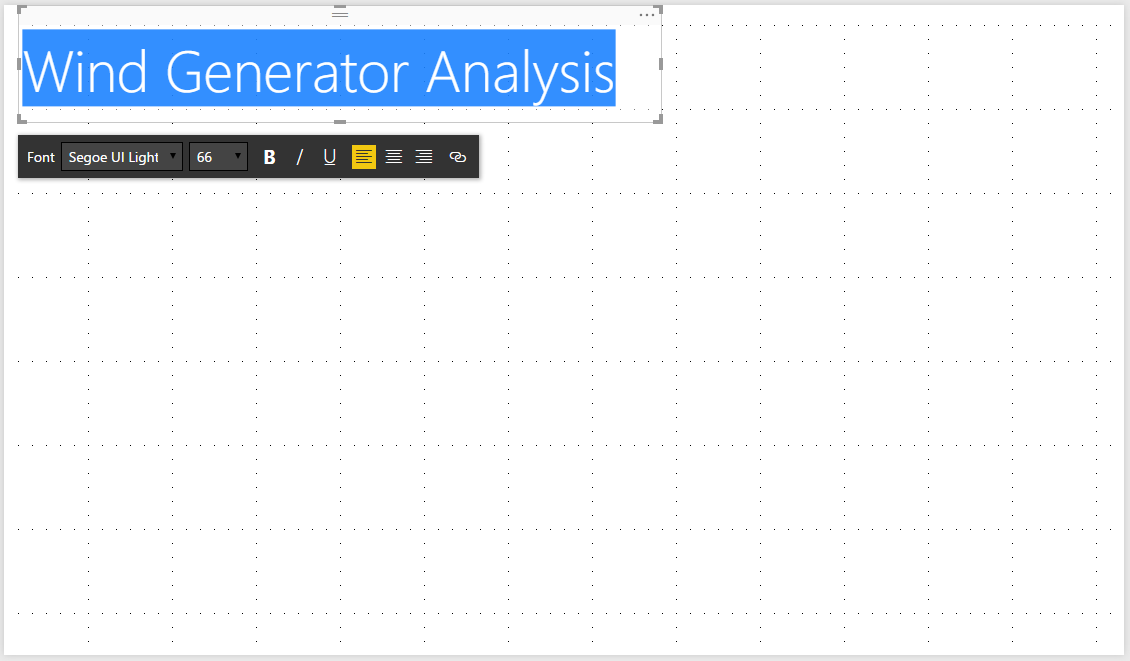 Wind Generator Analysis
Font Segoe UI Light 66 B I U